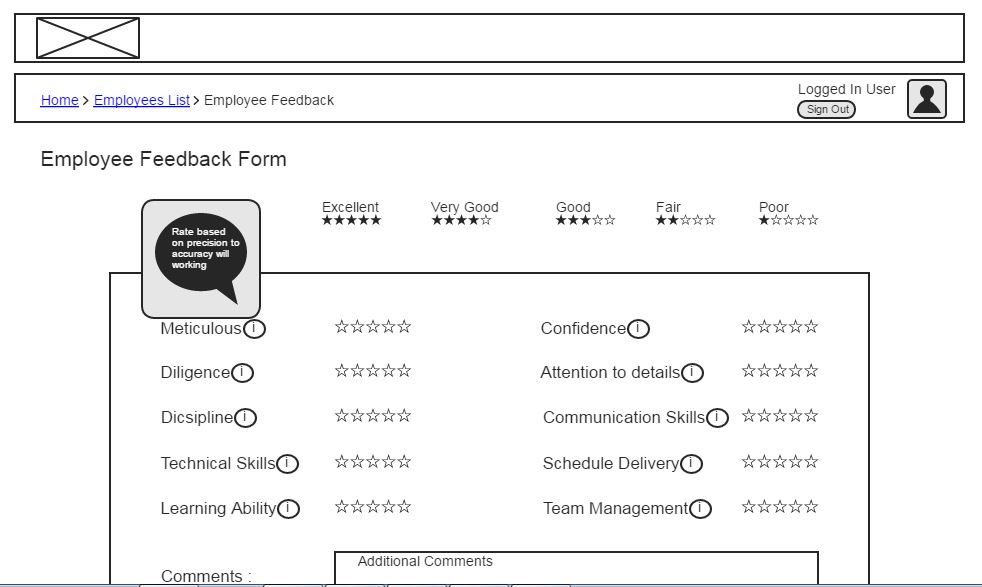 Home > Employees List > Employee Feedback
Logged In User
Sign Out
Employee Feedback Form
Excellent
★★★★★
Very Good
★★★★☆
Good
★★★☆☆
Fair
★★☆☆☆
Poor
★☆☆☆☆
Rate based
on precision to
accuracy will
working
Meticulous i ☆☆☆☆☆ Confidence i ☆☆☆☆☆
Diligence i ☆☆☆☆☆ Attention to details i ☆☆☆☆☆
Dicsipline i ☆☆☆☆☆ Communication Skills i ☆☆☆☆☆
Technical Skills i ☆☆☆☆☆ Schedule Delivery i ☆☆☆☆☆
Learning Ability i ☆☆☆☆☆ Team Management i ☆☆☆☆☆
Comments :
Additional Comments